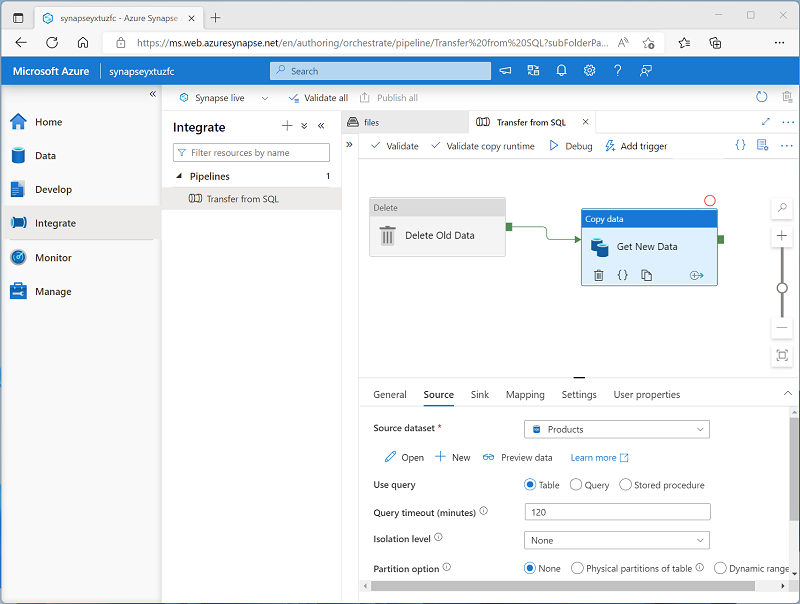 synapseyxtuzfc - Azure Synapse
https://ms.web.azuresynapse.net/en/authoring/orchestrate/pipeline/Transfer%20from%20SQL?subFolderPa...
Microsoft Azure synapseyxtuzfc Search
Synapse live Validate all Publish all
Home
Data
Develop
Integrate
Monitor
Manage
Integrate
Filter resources by name
Pipelines 1
Transfer from SQL
files Transfer from SQL
Validate Validate copy runtime Debug Add trigger
Delete
Delete Old Data
Copy data
Get New Data
General Source Sink Mapping Settings User properties
Source dataset * Products
Open New Preview data Learn more
Use query Table Query Stored procedure
Query timeout (minutes) 120
Isolation level None
Partition option None Physical partitions of table Dynamic range